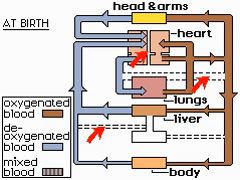 head & arms
AT BIRTH
heart
lungs
liver
body
oxygenated
blood
de-
oxygenated
blood
mixed
blood